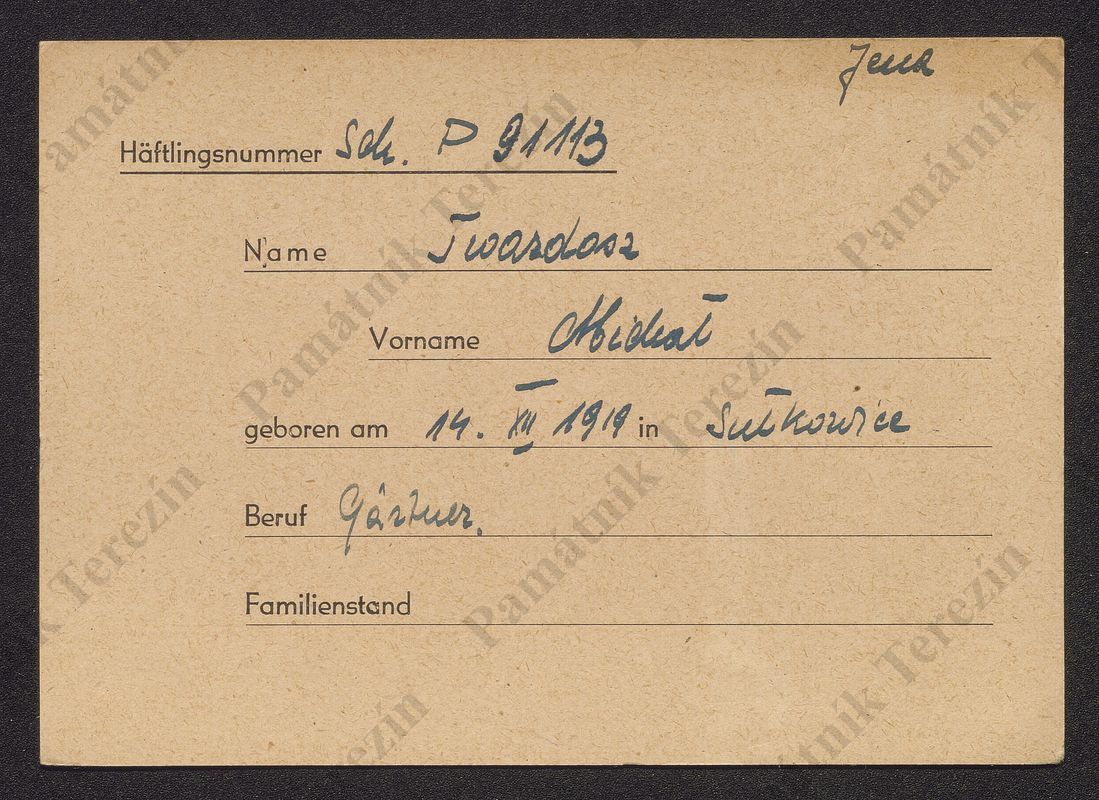 Jena
Häftlingsnummer Sch. P 91113
Name Twardosz
Vorname Michał
geboren am 14. XII 1919 in Sułkowice
Beruf Gärtner.
Familienstand
Památník Terezín